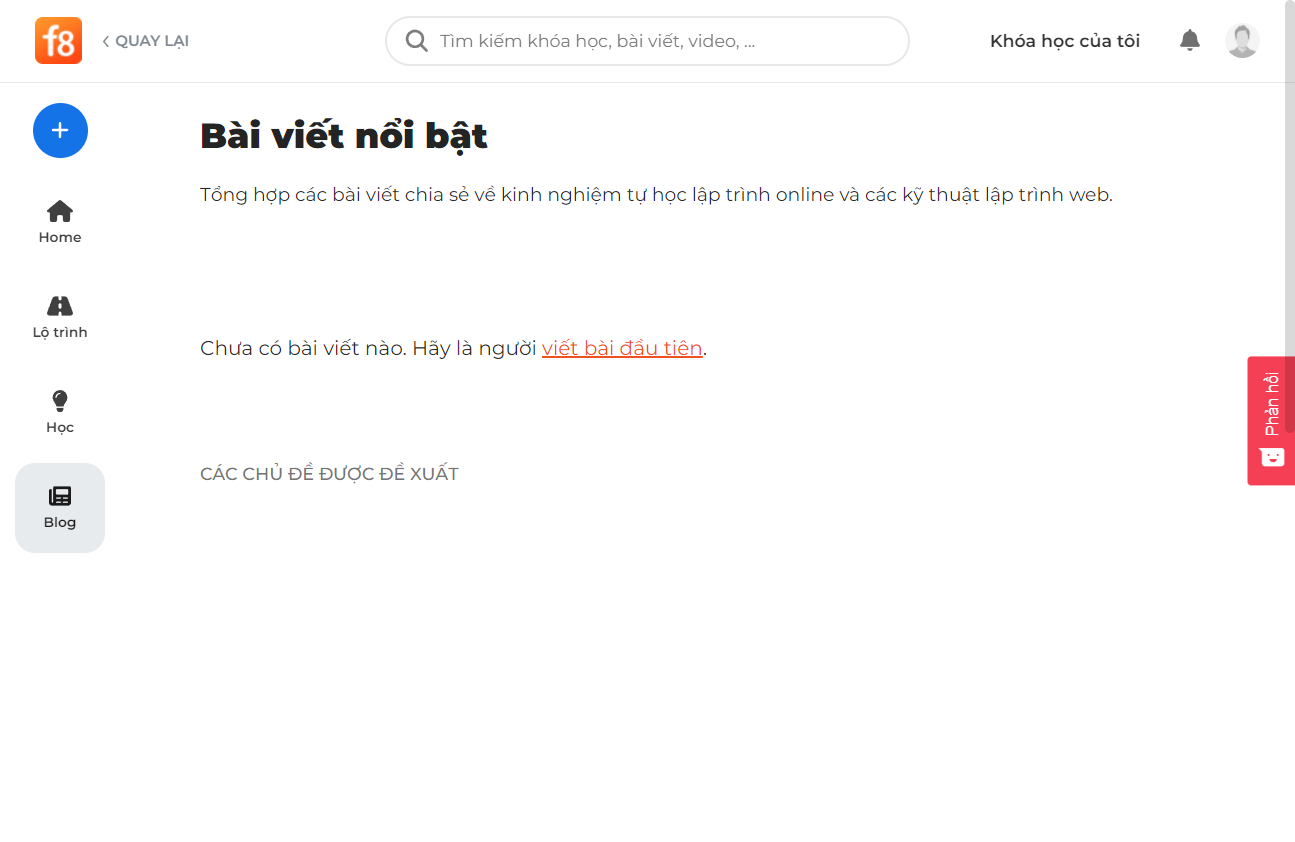 f8
QUAY LẠI
Tìm kiếm khóa học, bài viết, video, ...
Khóa học của tôi
Home
Lộ trình
Học
Blog
Bài viết nổi bật
Tổng hợp các bài viết chia sẻ về kinh nghiệm tự học lập trình online và các kỹ thuật lập trình web.
Chưa có bài viết nào. Hãy là người viết bài đầu tiên.
CÁC CHỦ ĐỀ ĐƯỢC ĐỀ XUẤT
Phản hồi